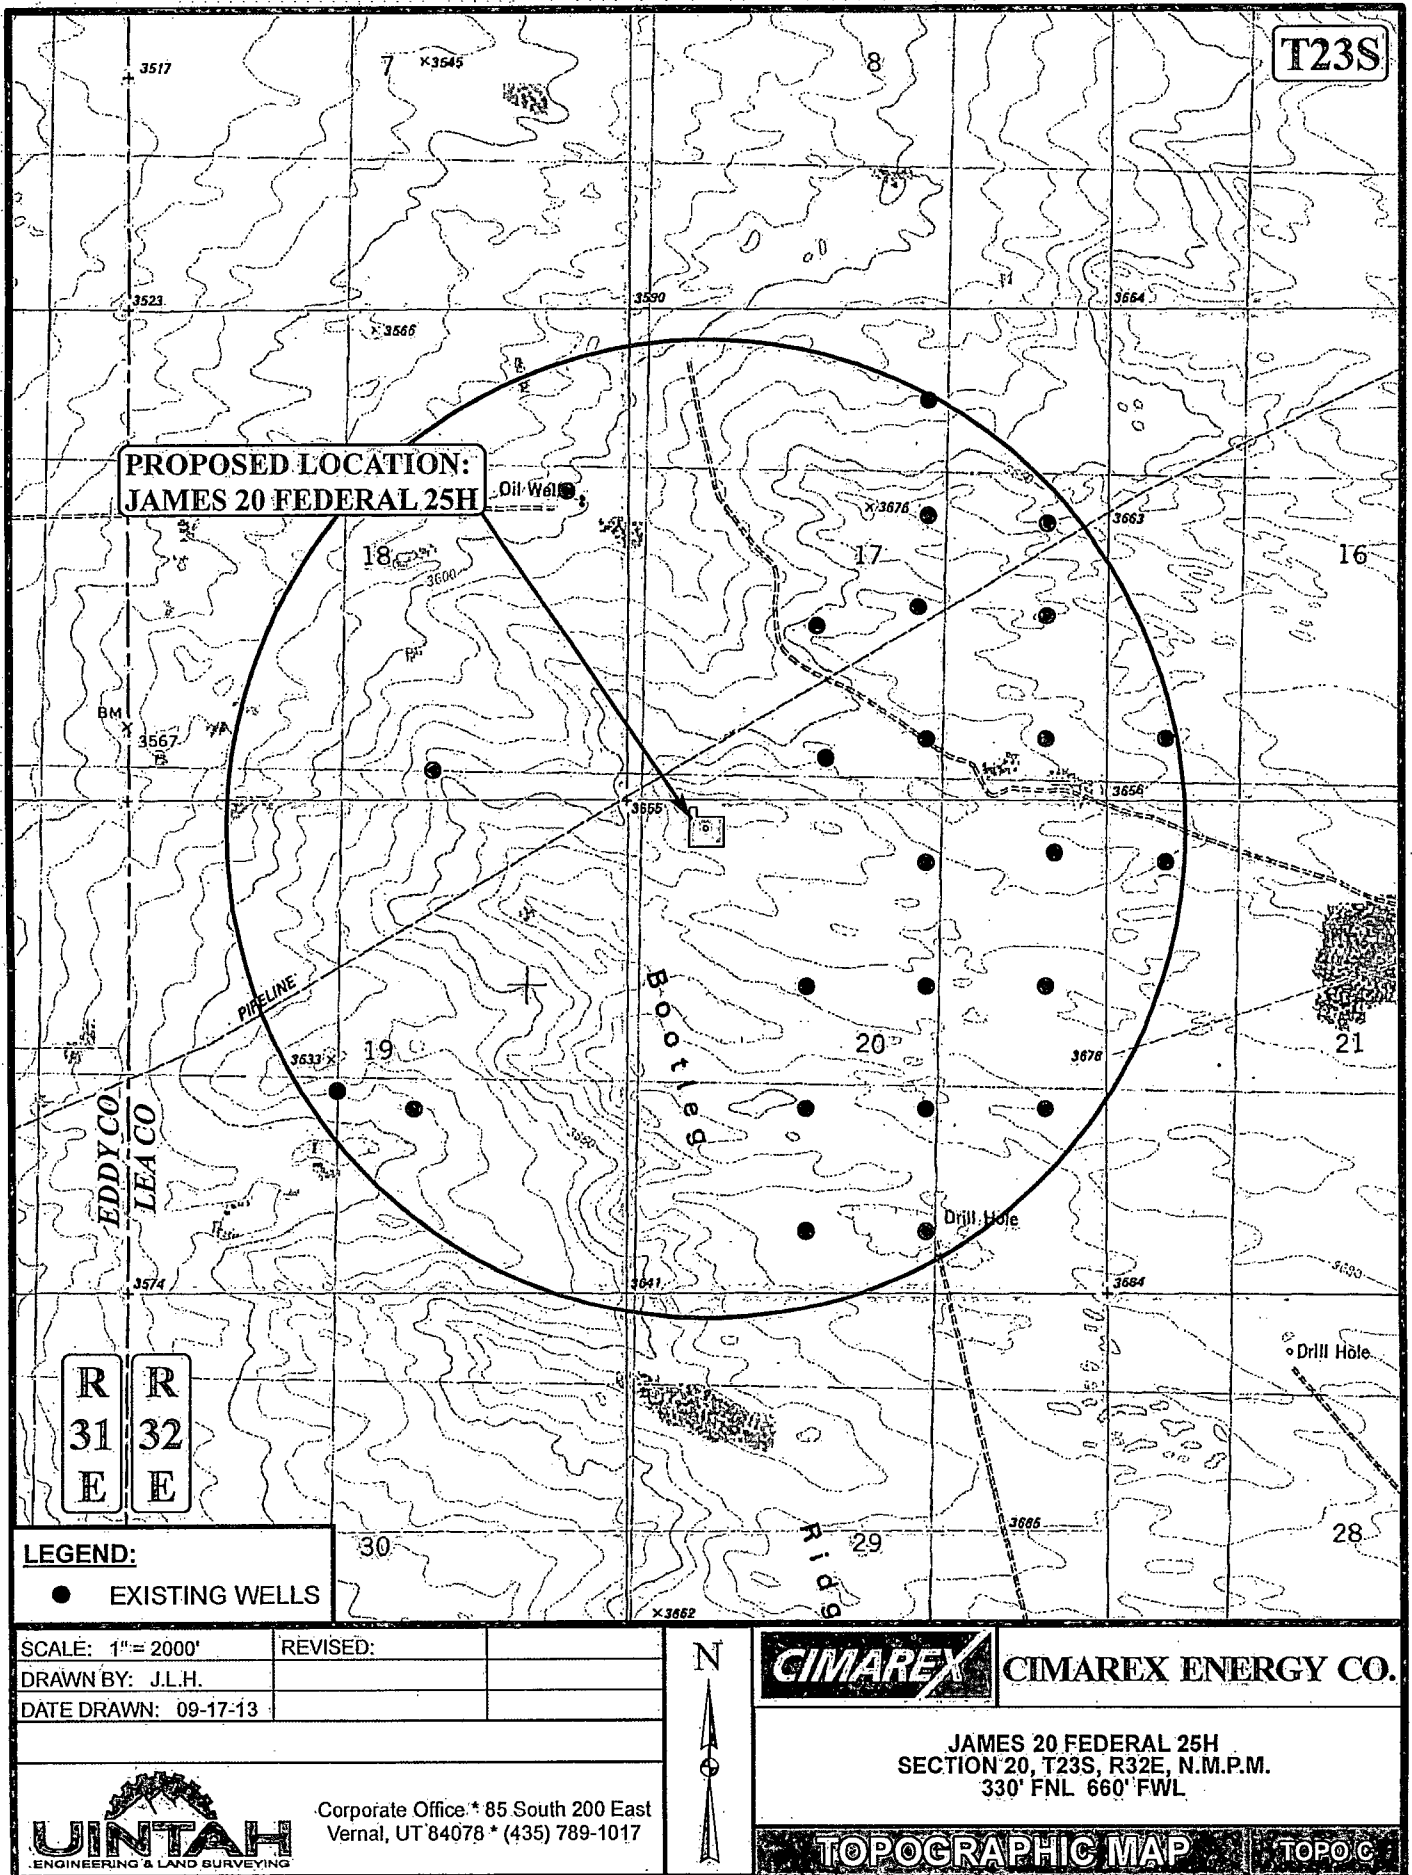 T23S
3517
7
3545
8
3523
3590
3664
3566
PROPOSED LOCATION:
JAMES 20 FEDERAL 25H
Oil Well
3676
3663
18
17
16
3600
BM
3567
3655
3656
PIPELINE
Bootleg
3633
19
20
3678
21
EDDY CO
LEA CO
3650
Drill Hole
3574
3641
3684
3690
Drill Hole
R 31 E
R 32 E
Ridg
3685
30
29
28
3662
LEGEND:
EXISTING WELLS
SCALE: 1" = 2000'
REVISED:
DRAWN BY: J.L.H.
DATE DRAWN: 09-17-13
N
CIMAREX
CIMAREX ENERGY CO.
JAMES 20 FEDERAL 25H
SECTION 20, T23S, R32E, N.M.P.M.
330' FNL 660' FWL
UINTAH
ENGINEERING & LAND SURVEYING
Corporate Office * 85 South 200 East
Vernal, UT 84078 * (435) 789-1017
TOPOGRAPHIC MAP
TOPO C